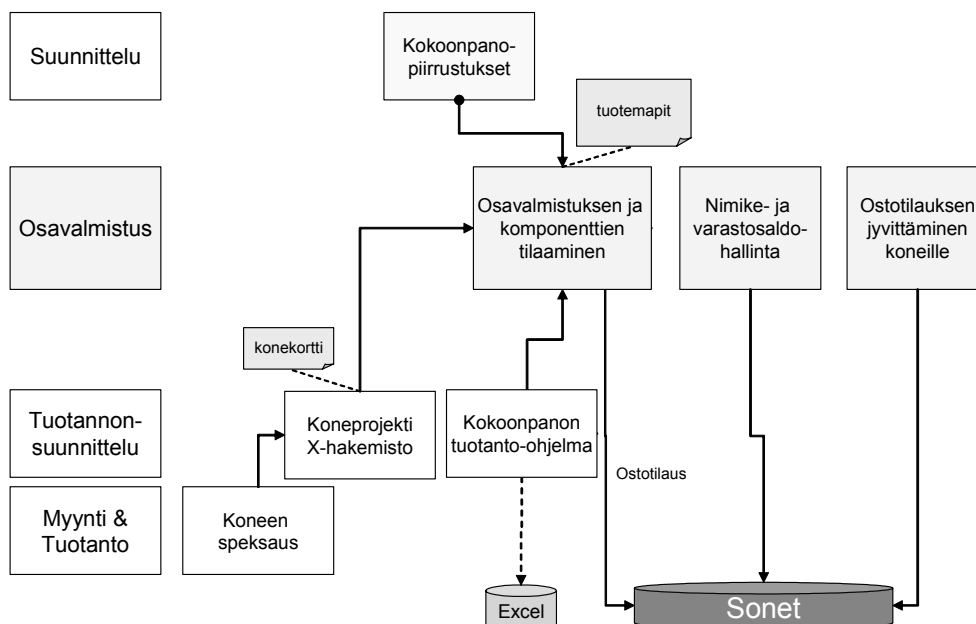 Suunnittelu
Kokoonpano-
piirrustukset
tuotemapit
Osavalmistus
Osavalmistuksen ja
komponenttien
tilaaminen
Nimike- ja
varastosaldo-
hallinta
Ostotilauksen
jyvittäminen
koneille
konekortti
Tuotannon-
suunnittelu
Koneprojekti
X-hakemisto
Kokoonpanon
tuotanto-ohjelma
Ostotilaus
Myynti &
Tuotanto
Koneen
speksaus
Excel
Sonet